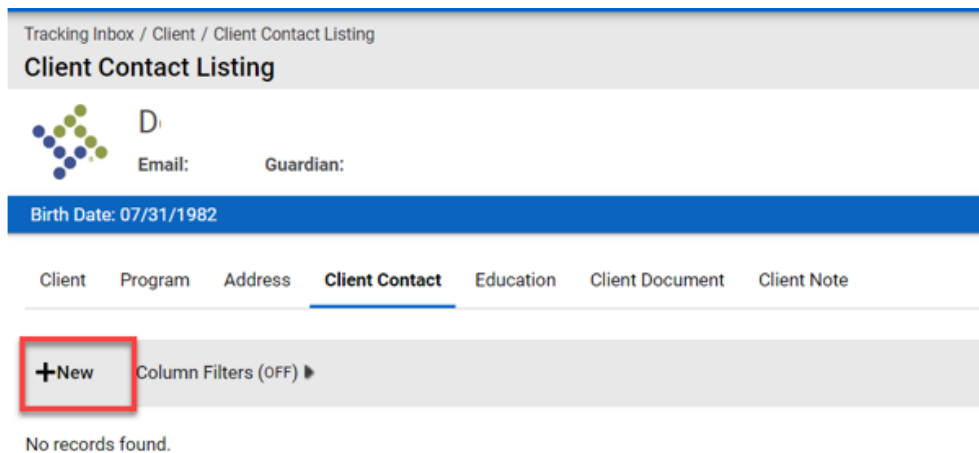 Tracking Inbox / Client / Client Contact Listing
Client Contact Listing
D
Email: Guardian:
Birth Date: 07/31/1982
Client Program Address Client Contact Education Client Document Client Note
+New Column Filters (OFF)
No records found.